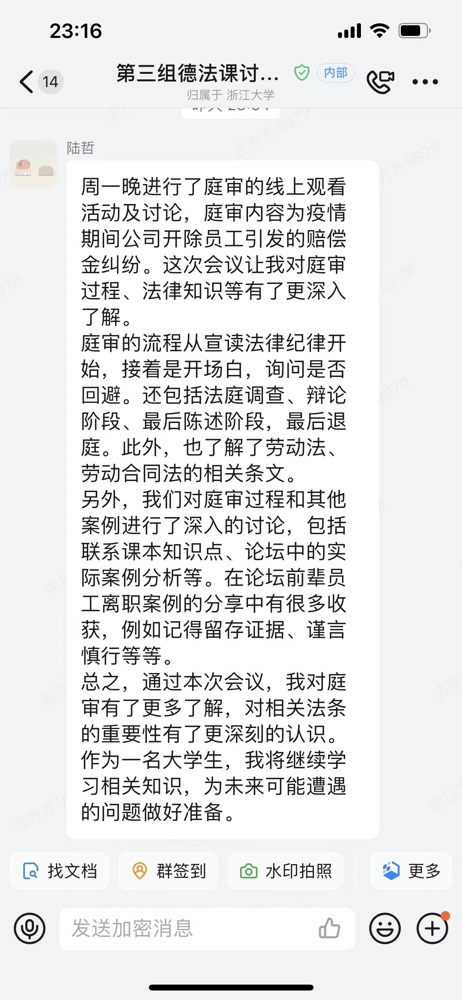 23:16
14
第三组德法课讨...
内部
归属于 浙江大学
沈方方 9979
方方 9979
陆哲
周一晚进行了庭审的线上观看
活动及讨论，庭审内容为疫情
期间公司开除员工引发的赔偿
金纠纷。这次会议让我对庭审
过程、法律知识等有了更深入
了解。
庭审的流程从宣读法律纪律开
始，接着是开场白，询问是否
回避。还包括法庭调查、辩论
阶段、最后陈述阶段，最后退
庭。此外，也了解了劳动法、
劳动合同法的相关条文。
另外，我们对庭审过程和其他
案例进行了深入的讨论，包括
联系课本知识点、论坛中的实
际案例分析等。在论坛前辈员
工离职案例的分享中有很多收
获，例如记得留存证据、谨言
慎行等等。
总之，通过本次会议，我对庭
审有了更多了解，对相关法条
的重要性有了更深刻的认识。
作为一名大学生，我将继续学
习相关知识，为未来可能遭遇
的问题做好准备。
找文档
群签到
水印拍照
更多
发送加密消息